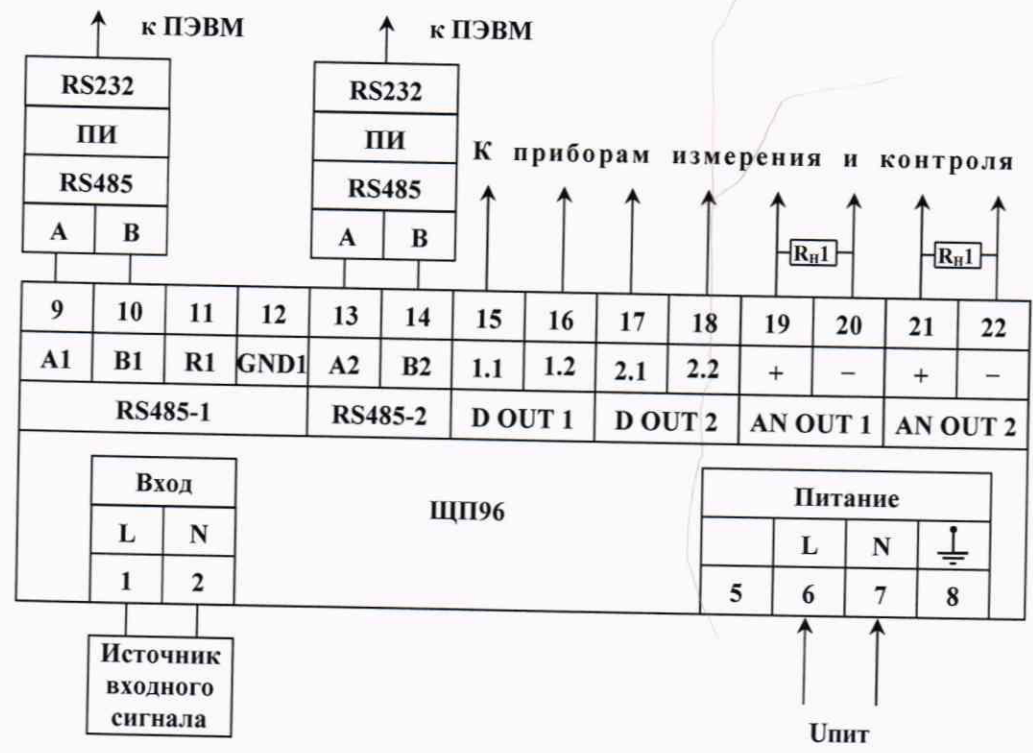 к ПЭВМ
к ПЭВМ
RS232
RS232
ПИ
ПИ
К приборам измерения и контроля
RS485
RS485
A B
A B
Rн1 Rн1
9 10 11 12 13 14 15 16 17 18 19 20 21 22
A1 B1 R1 GND1 A2 B2 1.1 1.2 2.1 2.2 + − + −
RS485-1 RS485-2 D OUT 1 D OUT 2 AN OUT 1 AN OUT 2
Вход
L N
1 2
ЩП96
Питание
L N
5 6 7 8
Источник
входного
сигнала
Uпит